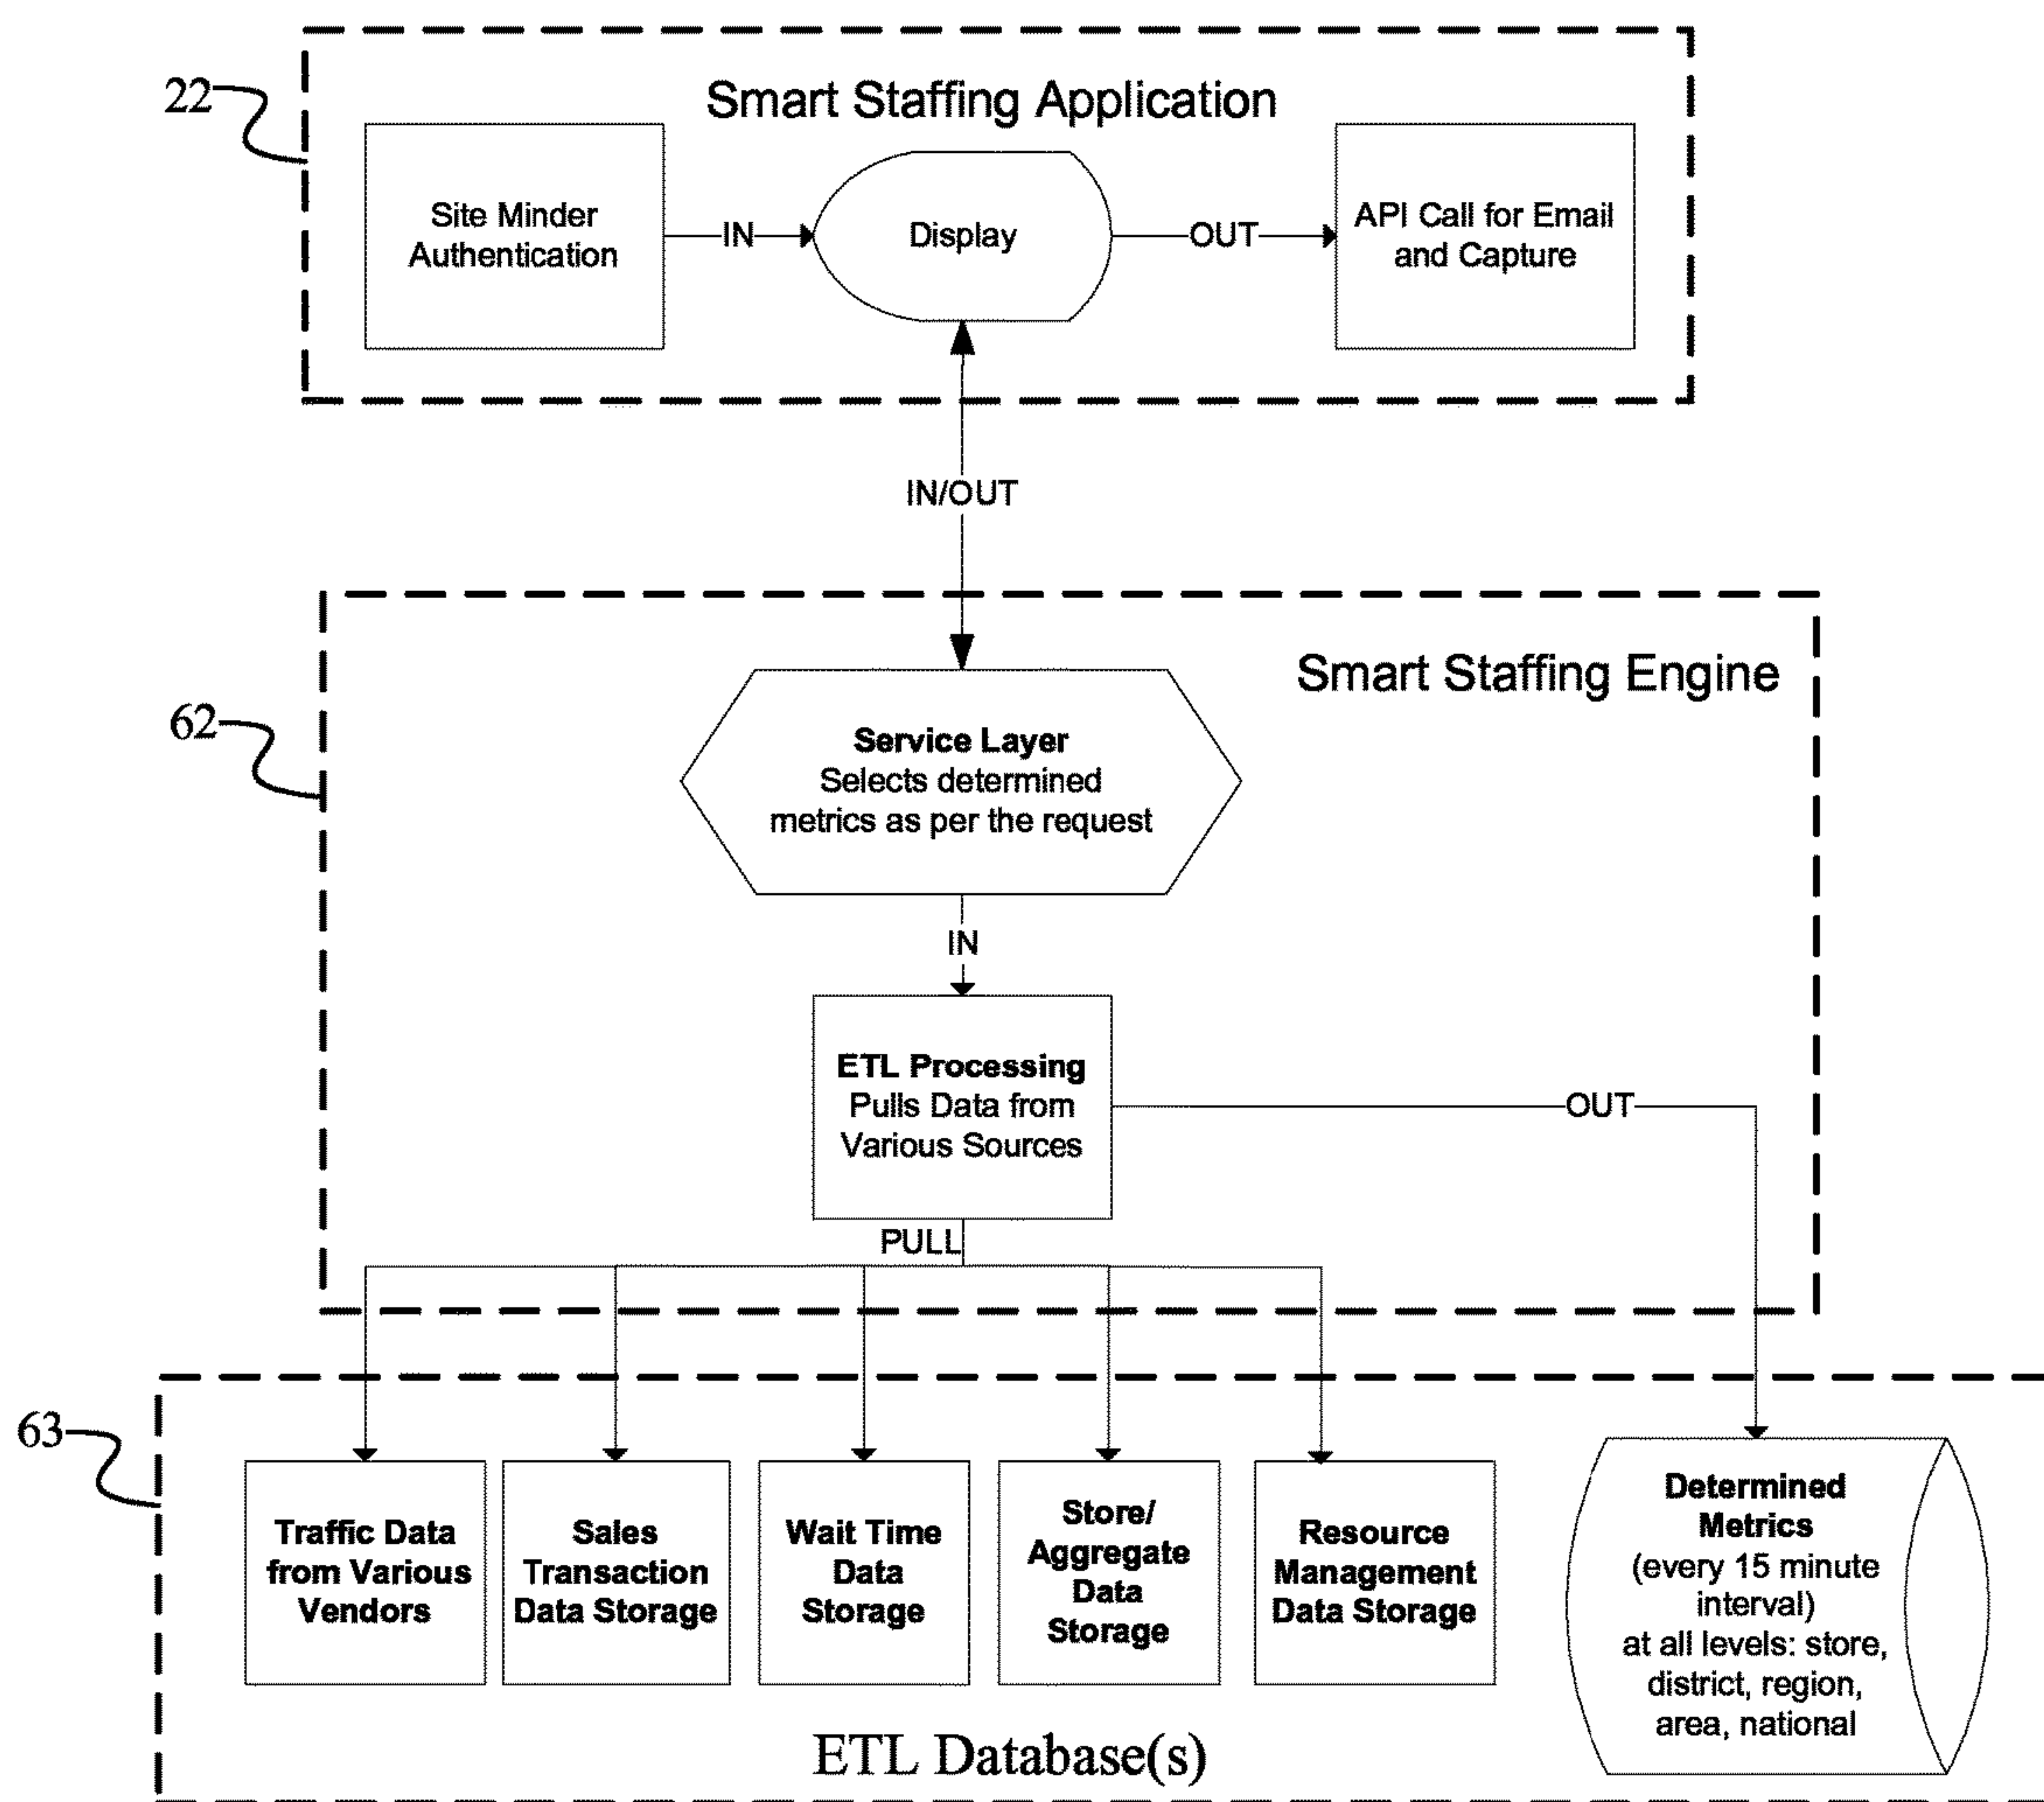 22
Smart Staffing Application
Site Minder
Authentication
IN
Display
OUT
API Call for Email
and Capture
IN/OUT
62
Smart Staffing Engine
Service Layer
Selects determined
metrics as per the request
IN
ETL Processing
Pulls Data from
Various Sources
OUT
PULL
63
Traffic Data
from Various
Vendors
Sales
Transaction
Data Storage
Wait Time
Data
Storage
Store/
Aggregate
Data
Storage
Resource
Management
Data Storage
Determined
Metrics
(every 15 minute
interval)
at all levels: store,
district, region,
area, national
ETL Database(s)